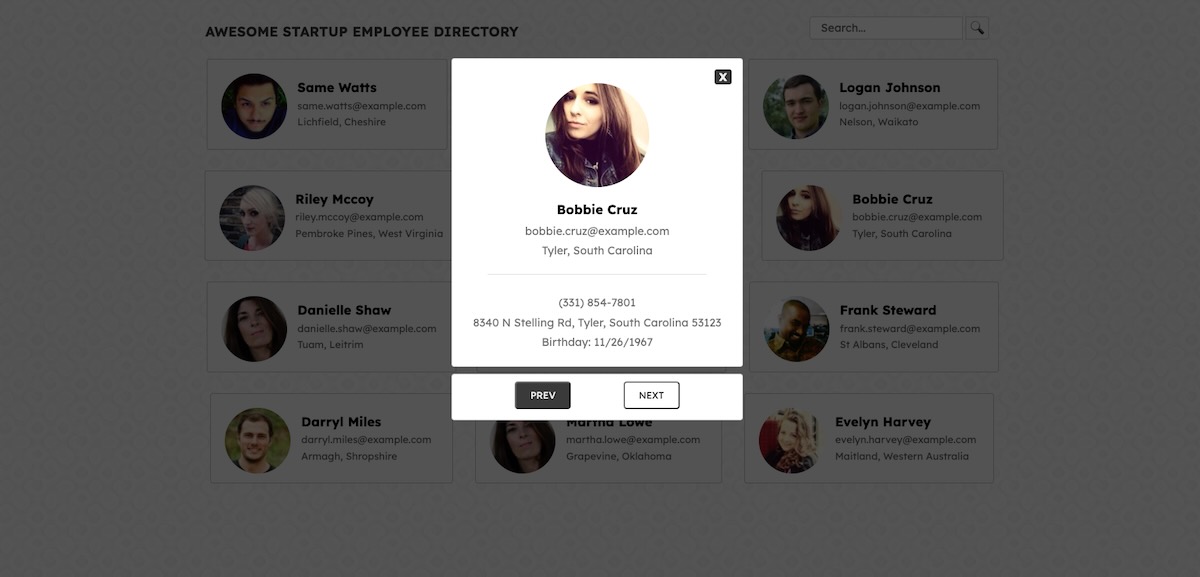 AWESOME STARTUP EMPLOYEE DIRECTORY
Search...
X
Same Watts
same.watts@example.com
Lichfield, Cheshire
Logan Johnson
logan.johnson@example.com
Nelson, Waikato
Riley Mccoy
riley.mccoy@example.com
Pembroke Pines, West Virginia
Bobbie Cruz
bobbie.cruz@example.com
Tyler, South Carolina
(331) 854-7801
8340 N Stelling Rd, Tyler, South Carolina 53123
Birthday: 11/26/1967
PREV
NEXT
Bobbie Cruz
bobbie.cruz@example.com
Tyler, South Carolina
Danielle Shaw
danielle.shaw@example.com
Tuam, Leitrim
Frank Steward
frank.steward@example.com
St Albans, Cleveland
Darryl Miles
darryl.miles@example.com
Armagh, Shropshire
Martha Lowe
martha.lowe@example.com
Grapevine, Oklahoma
Evelyn Harvey
evelyn.harvey@example.com
Maitland, Western Australia